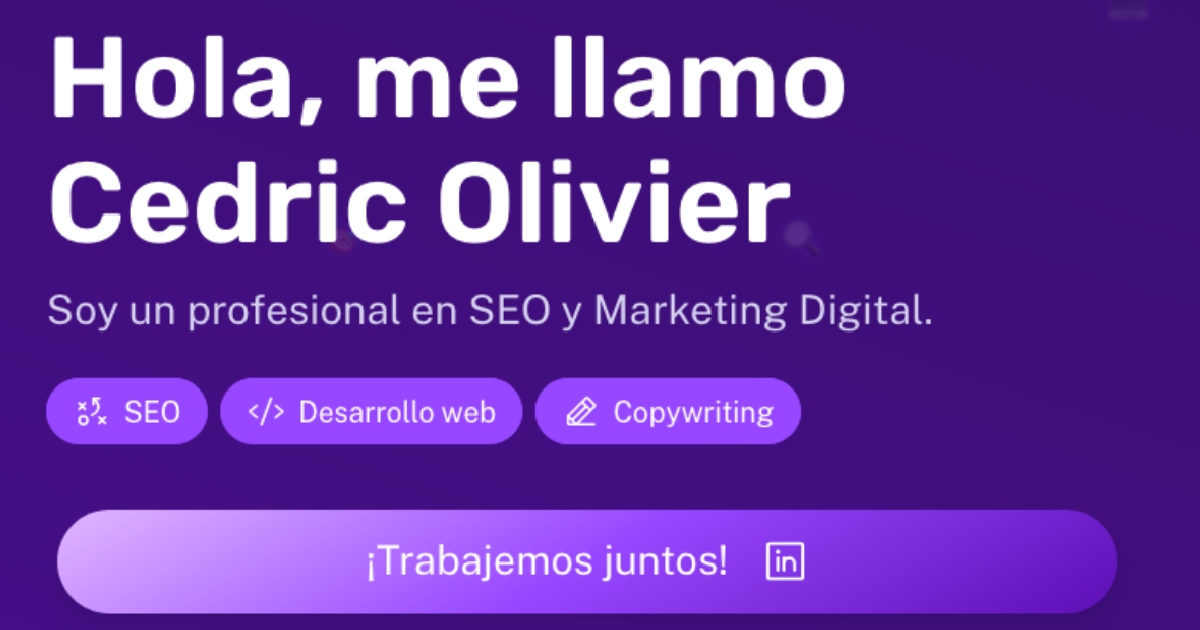 Hola, me llamo
Cedric Olivier
Soy un profesional en SEO y Marketing Digital.
SEO </> Desarrollo web Copywriting
¡Trabajemos juntos! in